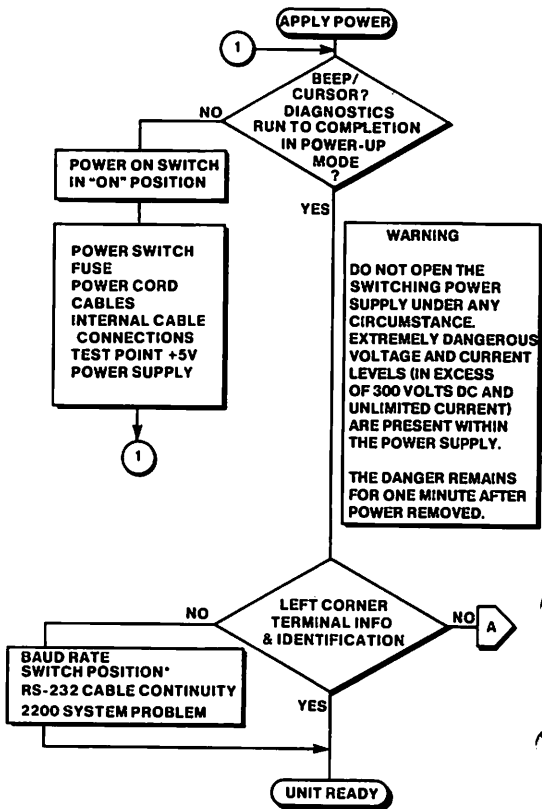 APPLY POWER
1
BEEP/
CURSOR?
DIAGNOSTICS
RUN TO COMPLETION
IN POWER-UP
MODE
?
NO
YES
POWER ON SWITCH
IN "ON" POSITION
POWER SWITCH
FUSE
POWER CORD
CABLES
INTERNAL CABLE
CONNECTIONS
TEST POINT +5V
POWER SUPPLY
1
WARNING
DO NOT OPEN THE
SWITCHING POWER
SUPPLY UNDER ANY
CIRCUMSTANCE.
EXTREMELY DANGEROUS
VOLTAGE AND CURRENT
LEVELS (IN EXCESS
OF 300 VOLTS DC AND
UNLIMITED CURRENT)
ARE PRESENT WITHIN
THE POWER SUPPLY.
THE DANGER REMAINS
FOR ONE MINUTE AFTER
POWER REMOVED.
LEFT CORNER
TERMINAL INFO
& IDENTIFICATION
NO
NO
A
YES
BAUD RATE
SWITCH POSITION*
RS-232 CABLE CONTINUITY
2200 SYSTEM PROBLEM
UNIT READY